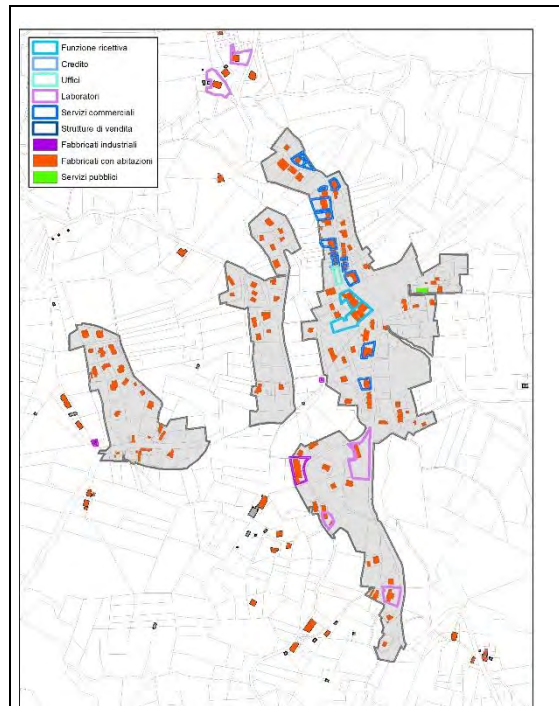 Funzione ricettiva
Credito
Uffici
Laboratori
Servizi commerciali
Strutture di vendita
Fabbricati industriali
Fabbricati con abitazioni
Servizi pubblici